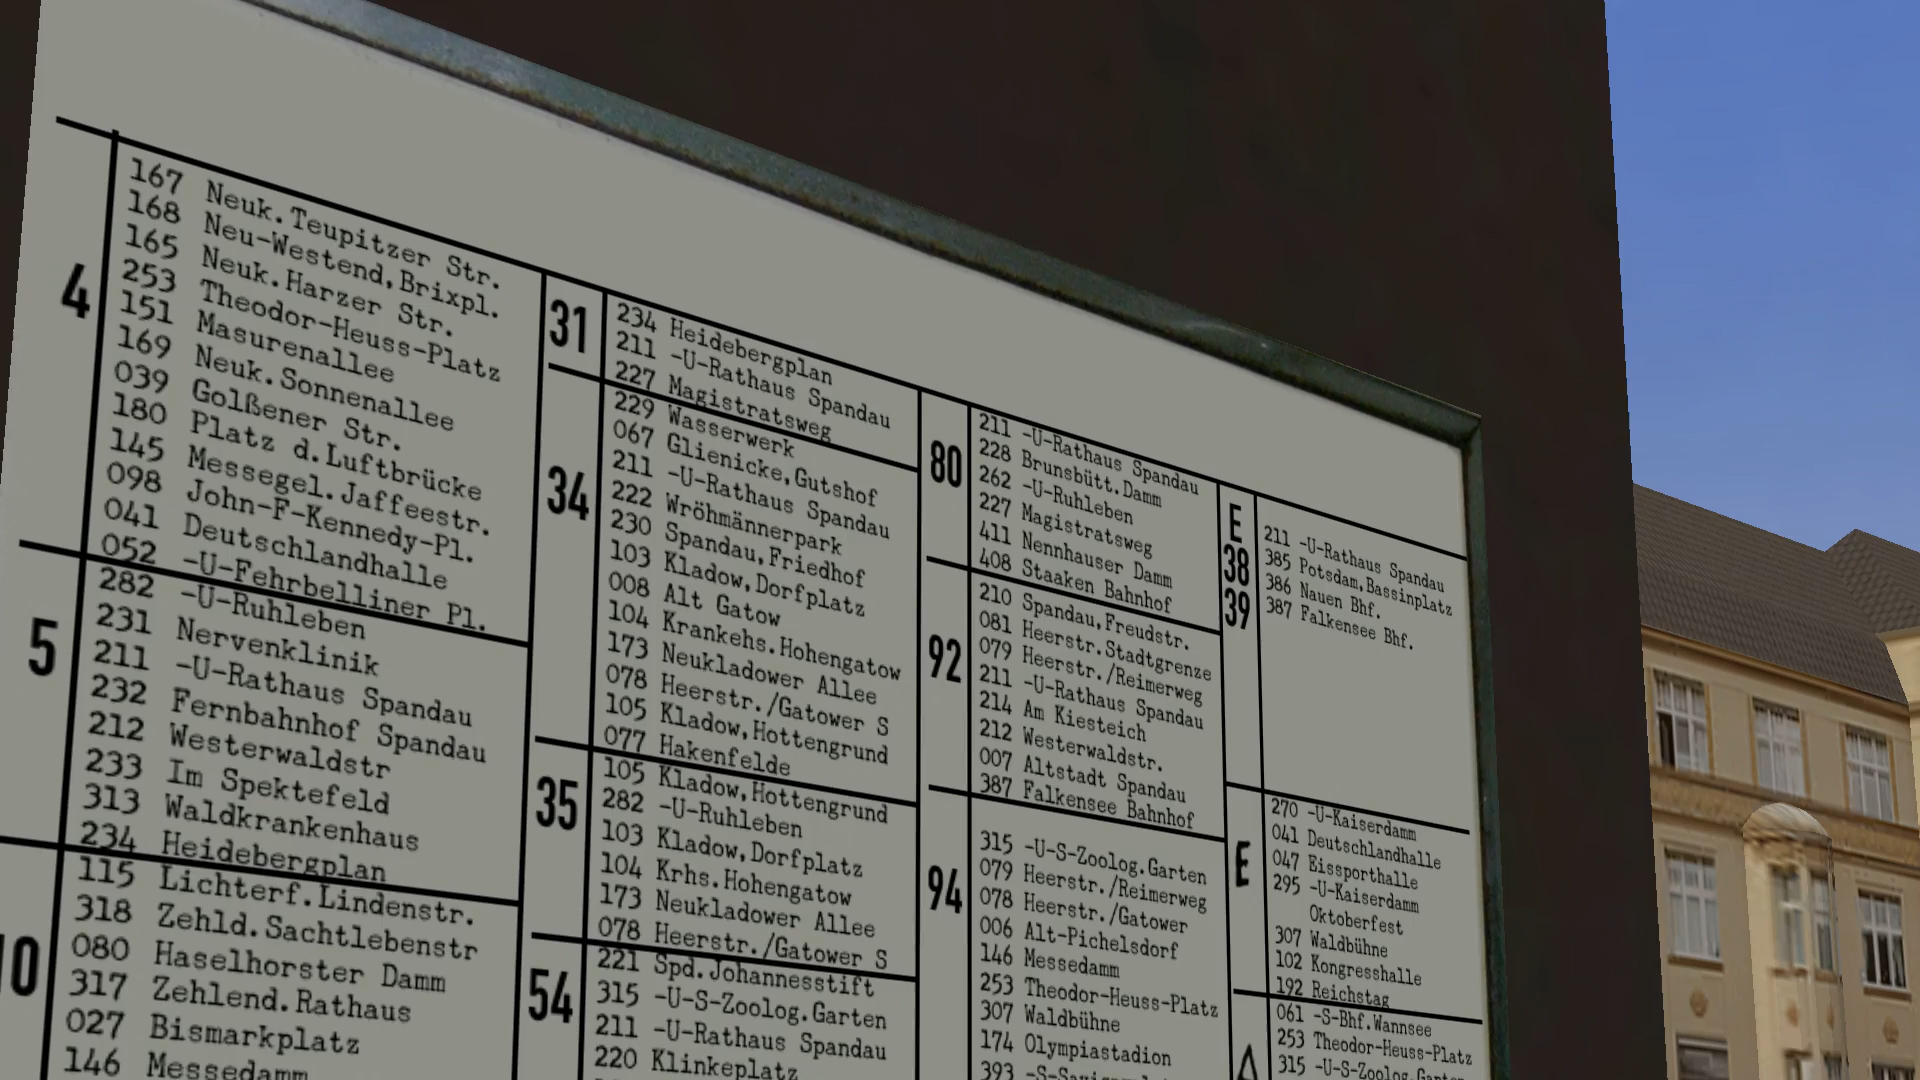 4
167 Neuk.Teupitzer Str.
168 Neu-Westend,Brixpl.
165 Neuk.Harzer Str.
253 Theodor-Heuss-Platz
151 Masurenallee
169 Neuk.Sonnenallee
039 Golßener Str.
180 Platz d.Luftbrücke
145 Messegel.Jaffeestr.
098 John-F-Kennedy-Pl.
041 Deutschlandhalle
052 -U-Fehrbelliner Pl.
5
282 -U-Ruhleben
231 Nervenklinik
211 -U-Rathaus Spandau
232 Fernbahnhof Spandau
212 Westerwaldstr
233 Im Spektefeld
313 Waldkrankenhaus
234 Heidebergplan
10
115 Lichterf.Lindenstr.
318 Zehld.Sachtlebenstr
080 Haselhorster Damm
317 Zehlend.Rathaus
027 Bismarkplatz
146 Messedamm
31
234 Heidebergplan
211 -U-Rathaus Spandau
227 Magistratsweg
34
229 Wasserwerk
067 Glienicke,Gutshof
211 -U-Rathaus Spandau
222 Wröhmännerpark
230 Spandau,Friedhof
103 Kladow,Dorfplatz
008 Alt Gatow
104 Krankehs.Hohengatow
173 Neukladower Allee
078 Heerstr./Gatower S
105 Kladow,Hottengrund
077 Hakenfelde
35
105 Kladow,Hottengrund
282 -U-Ruhleben
103 Kladow,Dorfplatz
104 Krhs.Hohengatow
173 Neukladower Allee
078 Heerstr./Gatower S
54
221 Spd.Johannesstift
315 -U-S-Zoolog.Garten
211 -U-Rathaus Spandau
220 Klinkeplatz
80
211 -U-Rathaus Spandau
228 Brunsbütt.Damm
262 -U-Ruhleben
227 Magistratsweg
411 Nennhauser Damm
408 Staaken Bahnhof
92
210 Spandau,Freudstr.
081 Heerstr.Stadtgrenze
079 Heerstr./Reimerweg
211 -U-Rathaus Spandau
214 Am Kiesteich
212 Westerwaldstr.
007 Altstadt Spandau
387 Falkensee Bahnhof
94
315 -U-S-Zoolog.Garten
079 Heerstr./Reimerweg
078 Heerstr./Gatower
006 Alt-Pichelsdorf
146 Messedamm
253 Theodor-Heuss-Platz
307 Waldbühne
174 Olympiastadion
393
E
38
39
211 -U-Rathaus Spandau
385 Potsdam,Bassinplatz
386 Nauen Bhf.
387 Falkensee Bhf.
E
270 -U-Kaiserdamm
041 Deutschlandhalle
047 Eissporthalle
295 -U-Kaiserdamm
Oktoberfest
307 Waldbühne
102 Kongresshalle
192 Reichstag
061 -S-Bhf.Wannsee
253 Theodor-Heuss-Platz
315 -U-S-Zoolog.Garten